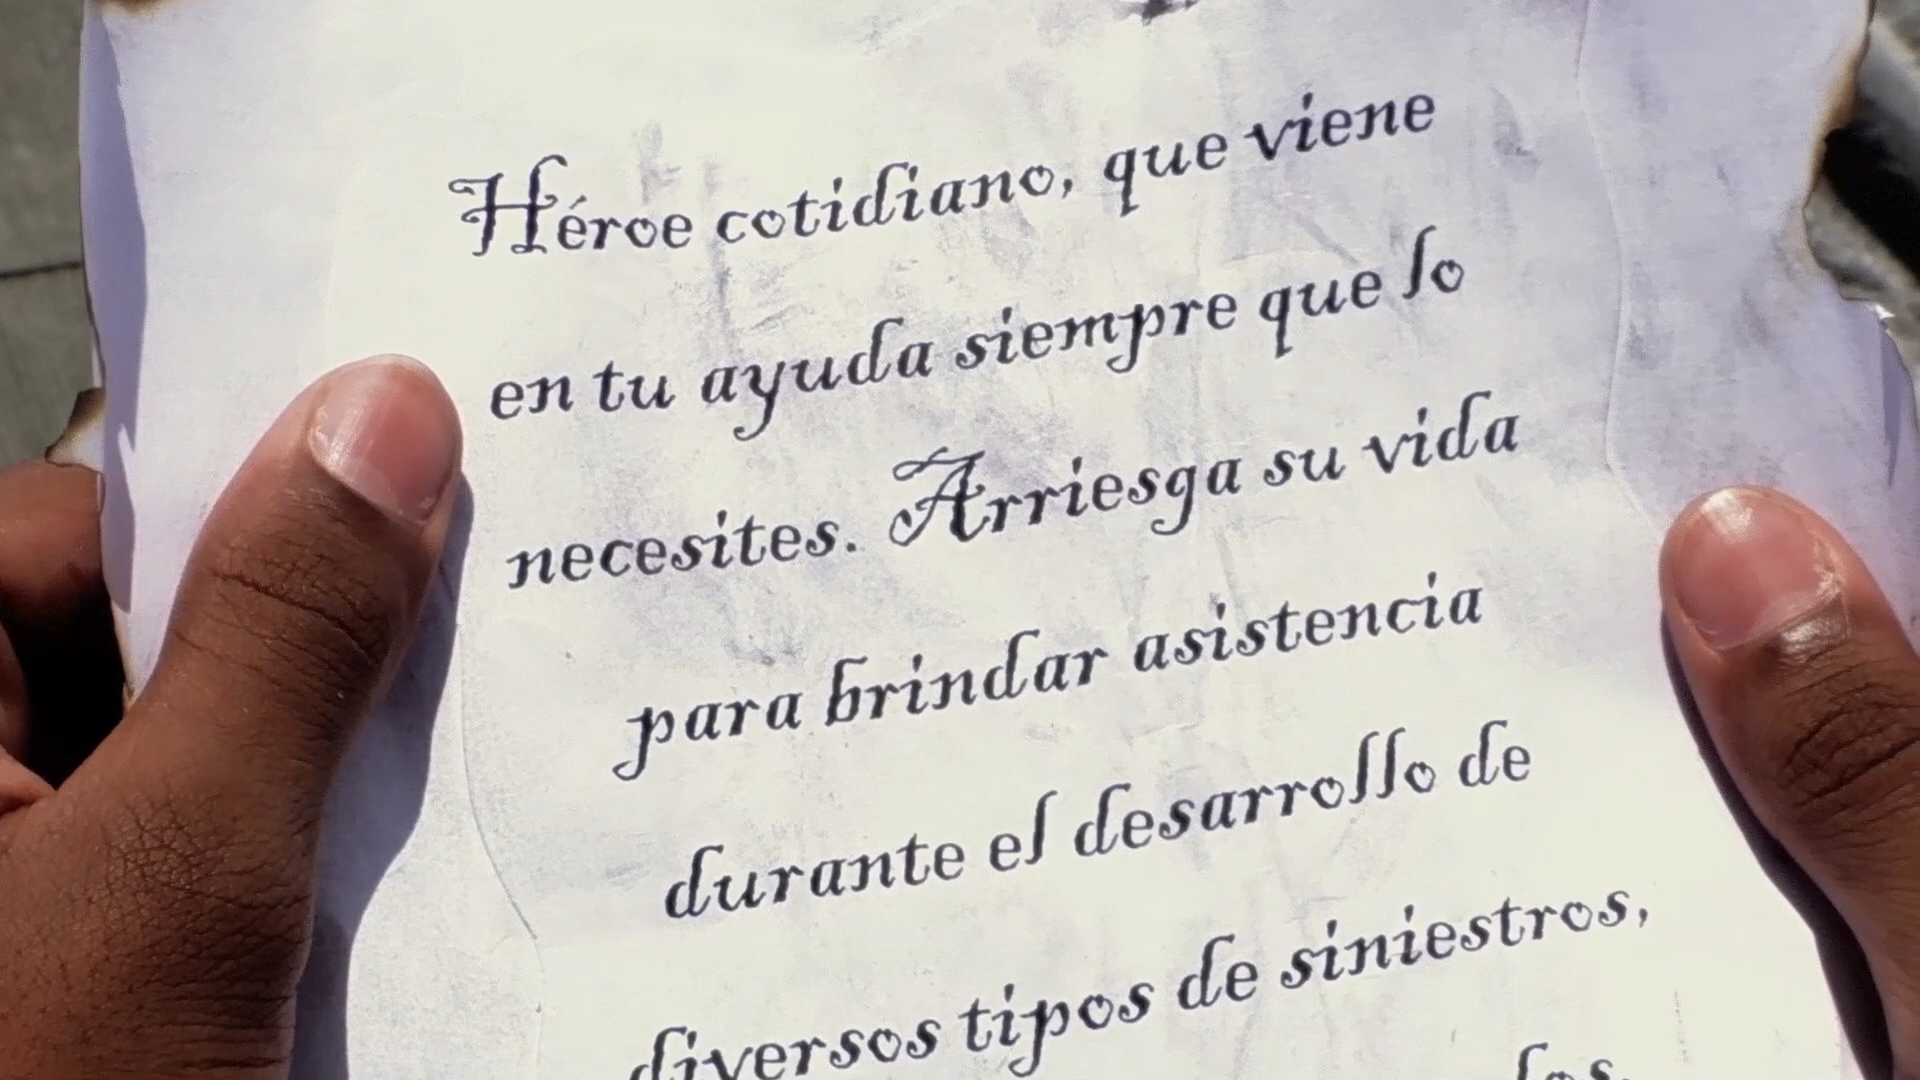 Héroe cotidiano, que viene
en tu ayuda siempre que lo
necesites. Arriesga su vida
para brindar asistencia
durante el desarrollo de
diversos tipos de siniestros,